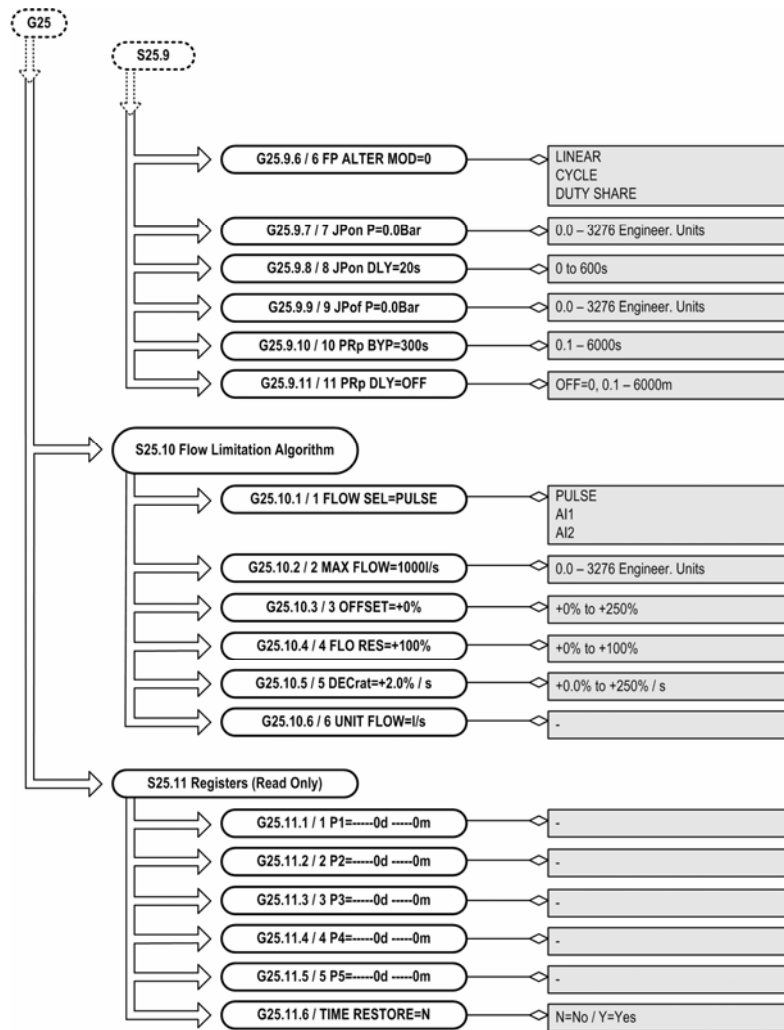 G25
S25.9
G25.9.6 / 6 FP ALTER MOD=0
LINEAR
CYCLE
DUTY SHARE
G25.9.7 / 7 JPon P=0.0Bar
0.0 – 3276 Engineer. Units
G25.9.8 / 8 JPon DLY=20s
0 to 600s
G25.9.9 / 9 JPof P=0.0Bar
0.0 – 3276 Engineer. Units
G25.9.10 / 10 PRp BYP=300s
0.1 – 6000s
G25.9.11 / 11 PRp DLY=OFF
OFF=0, 0.1 – 6000m
S25.10 Flow Limitation Algorithm
G25.10.1 / 1 FLOW SEL=PULSE
PULSE
AI1
AI2
G25.10.2 / 2 MAX FLOW=1000l/s
0.0 – 3276 Engineer. Units
G25.10.3 / 3 OFFSET=+0%
+0% to +250%
G25.10.4 / 4 FLO RES=+100%
+0% to +100%
G25.10.5 / 5 DECrat=+2.0% / s
+0.0% to +250% / s
G25.10.6 / 6 UNIT FLOW=l/s
-
S25.11 Registers (Read Only)
G25.11.1 / 1 P1=-----0d -----0m
-
G25.11.2 / 2 P2=-----0d -----0m
-
G25.11.3 / 3 P3=-----0d -----0m
-
G25.11.4 / 4 P4=-----0d -----0m
-
G25.11.5 / 5 P5=-----0d -----0m
-
G25.11.6 / TIME RESTORE=N
N=No / Y=Yes